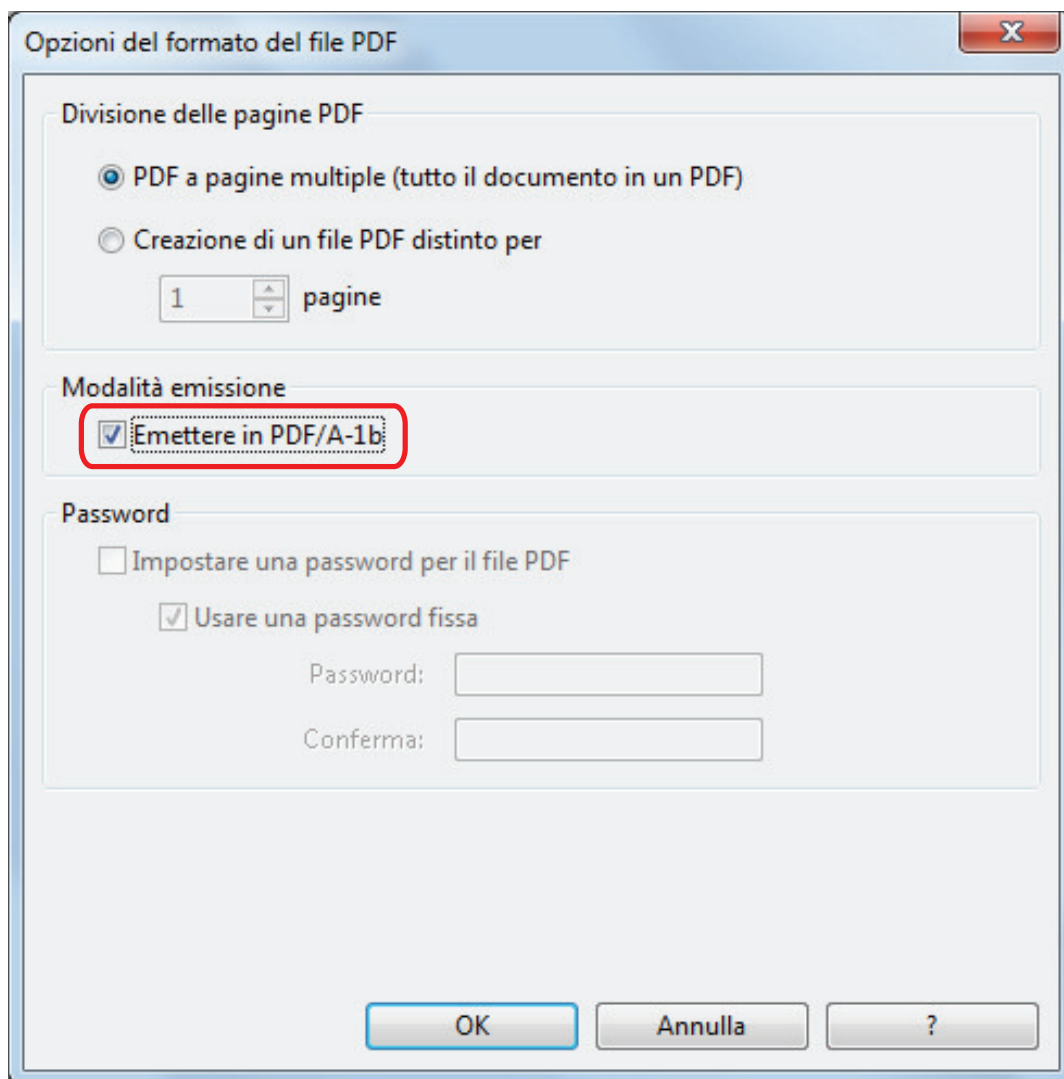 Opzioni del formato del file PDF
Divisione delle pagine PDF
PDF a pagine multiple (tutto il documento in un PDF)
Creazione di un file PDF distinto per
1 pagine
Modalità emissione
Emettere in PDF/A-1b
Password
Impostare una password per il file PDF
Usare una password fissa
Password:
Conferma:
OK Annulla ?